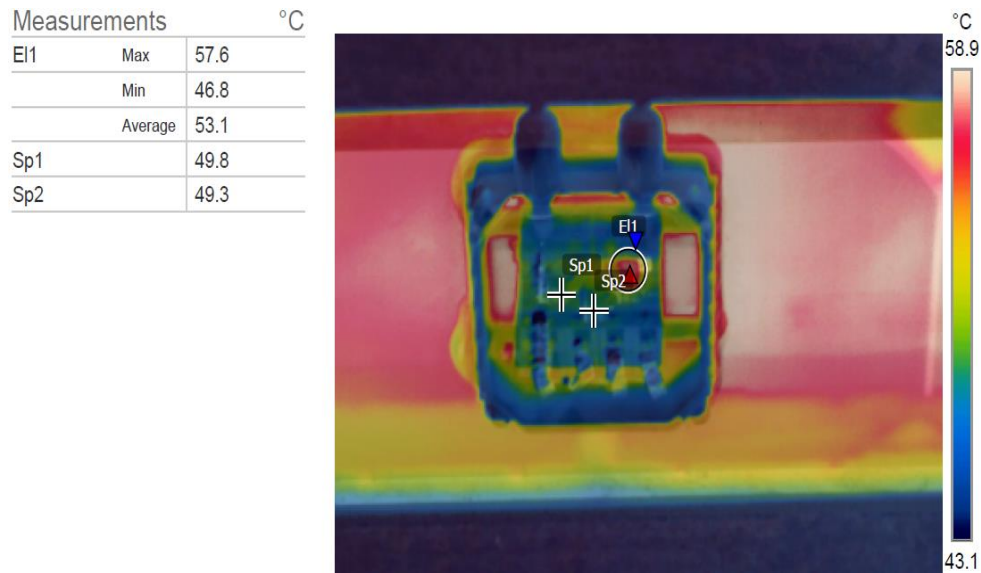 Measurements °C
El1 Max 57.6
Min 46.8
Average 53.1
Sp1 49.8
Sp2 49.3
°C
58.9
El1
Sp1
Sp2
43.1